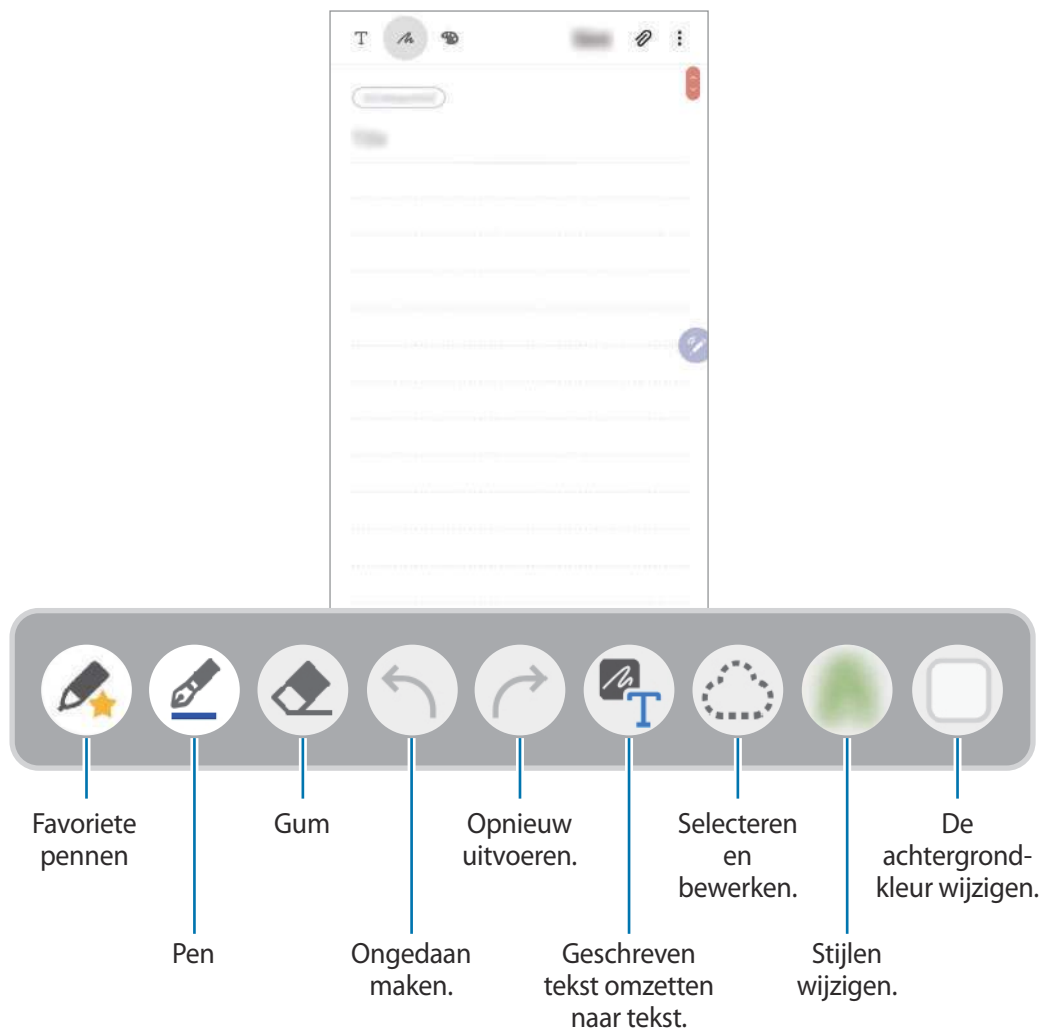 T
T
Favoriete
pennen
Gum
Opnieuw
uitvoeren.
Selecteren
en
bewerken.
De
achtergrond-
kleur wijzigen.
Pen
Ongedaan
maken.
Geschreven
tekst omzetten
naar tekst.
Stijlen
wijzigen.